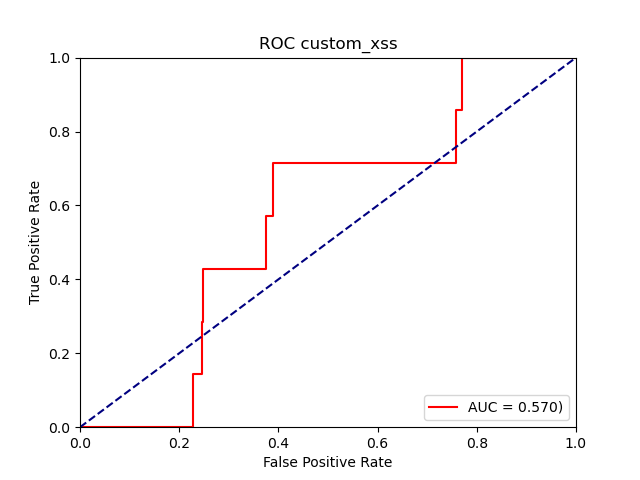 ROC custom_xss
True Positive Rate
1.0
0.8
0.6
0.4
0.2
0.0
AUC = 0.570)
0.0 0.2 0.4 0.6 0.8 1.0
False Positive Rate